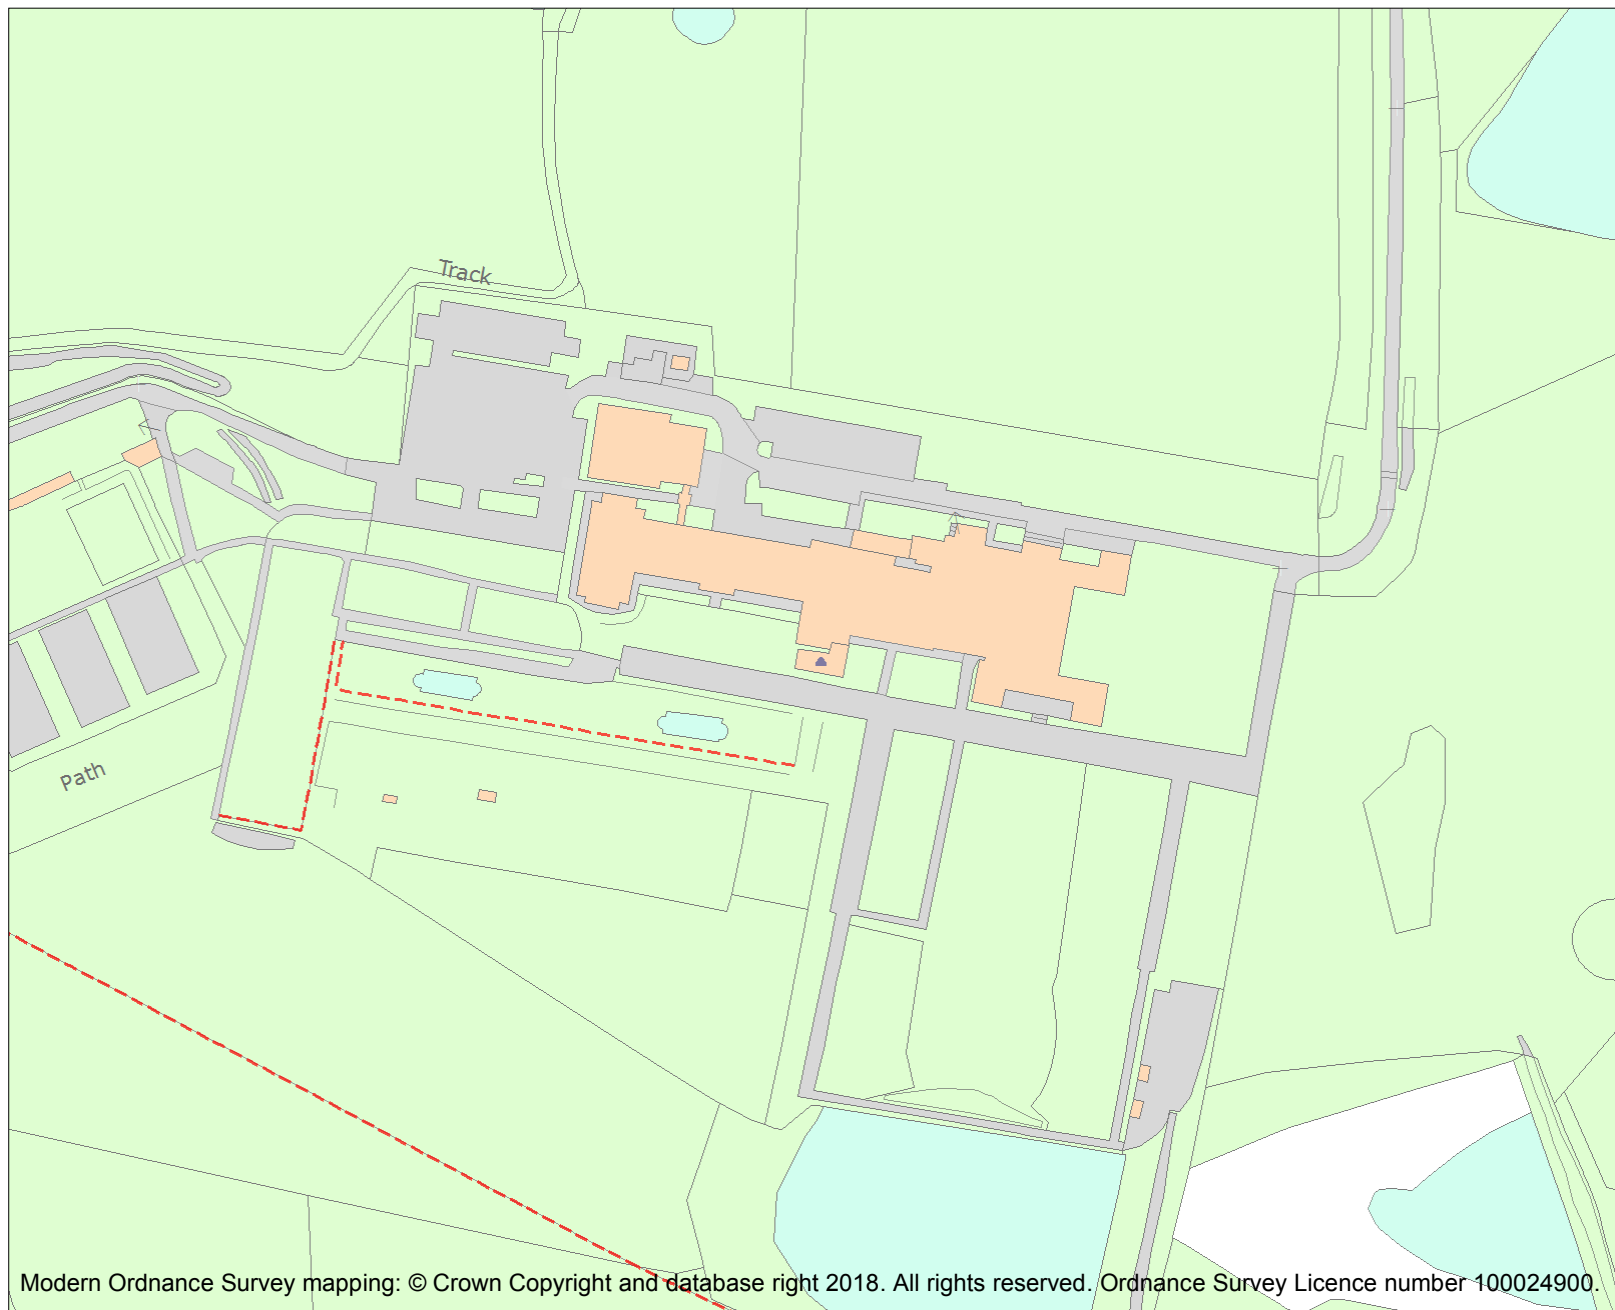 Track
Path
Modern Ordnance Survey mapping: © Crown Copyright and database right 2018. All rights reserved. Ordnance Survey Licence number 100024900.